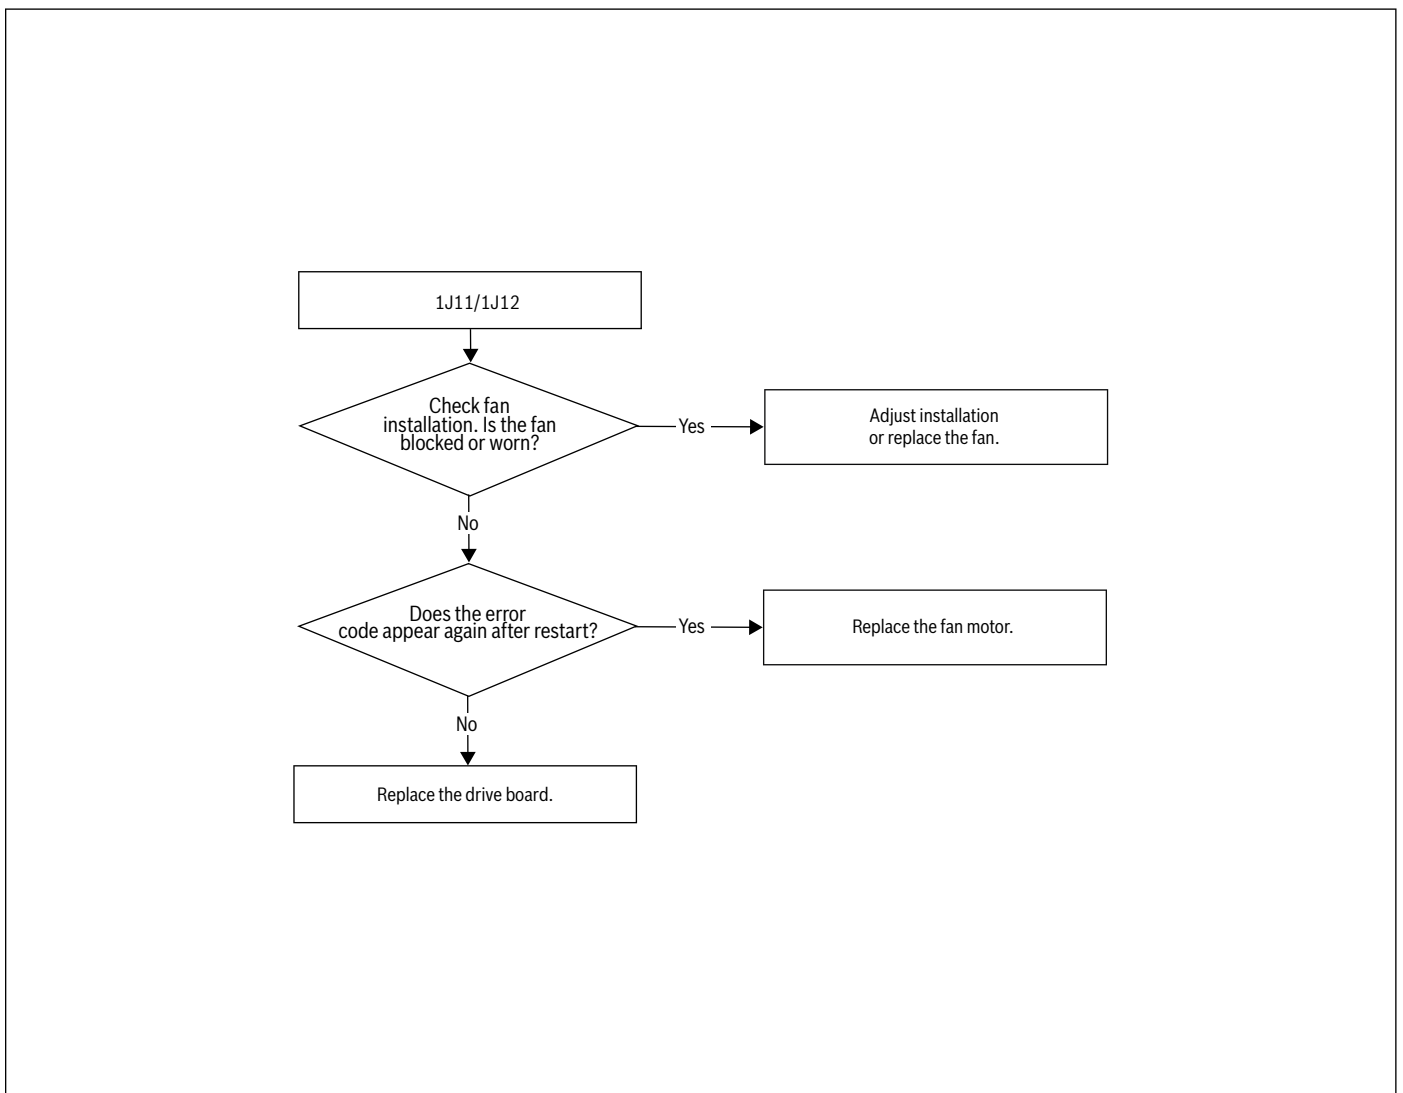 1J11/1J12
Check fan
installation. Is the fan
blocked or worn?
Yes
Adjust installation
or replace the fan.
No
Does the error
code appear again after restart?
Yes
Replace the fan motor.
No
Replace the drive board.